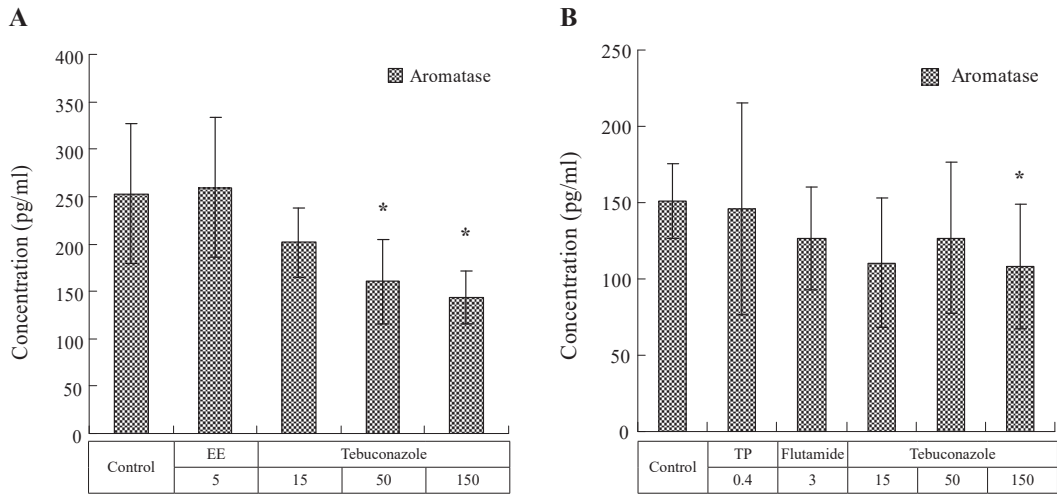 A
Concentration (pg/ml)
400
350
300
250
200
150
100
50
0
Aromatase
*
*
Control
EE
Tebuconazole
5
15
50
150
B
Concentration (pg/ml)
250
200
150
100
50
0
Aromatase
*
Control
TP
Flutamide
Tebuconazole
0.4
3
15
50
150